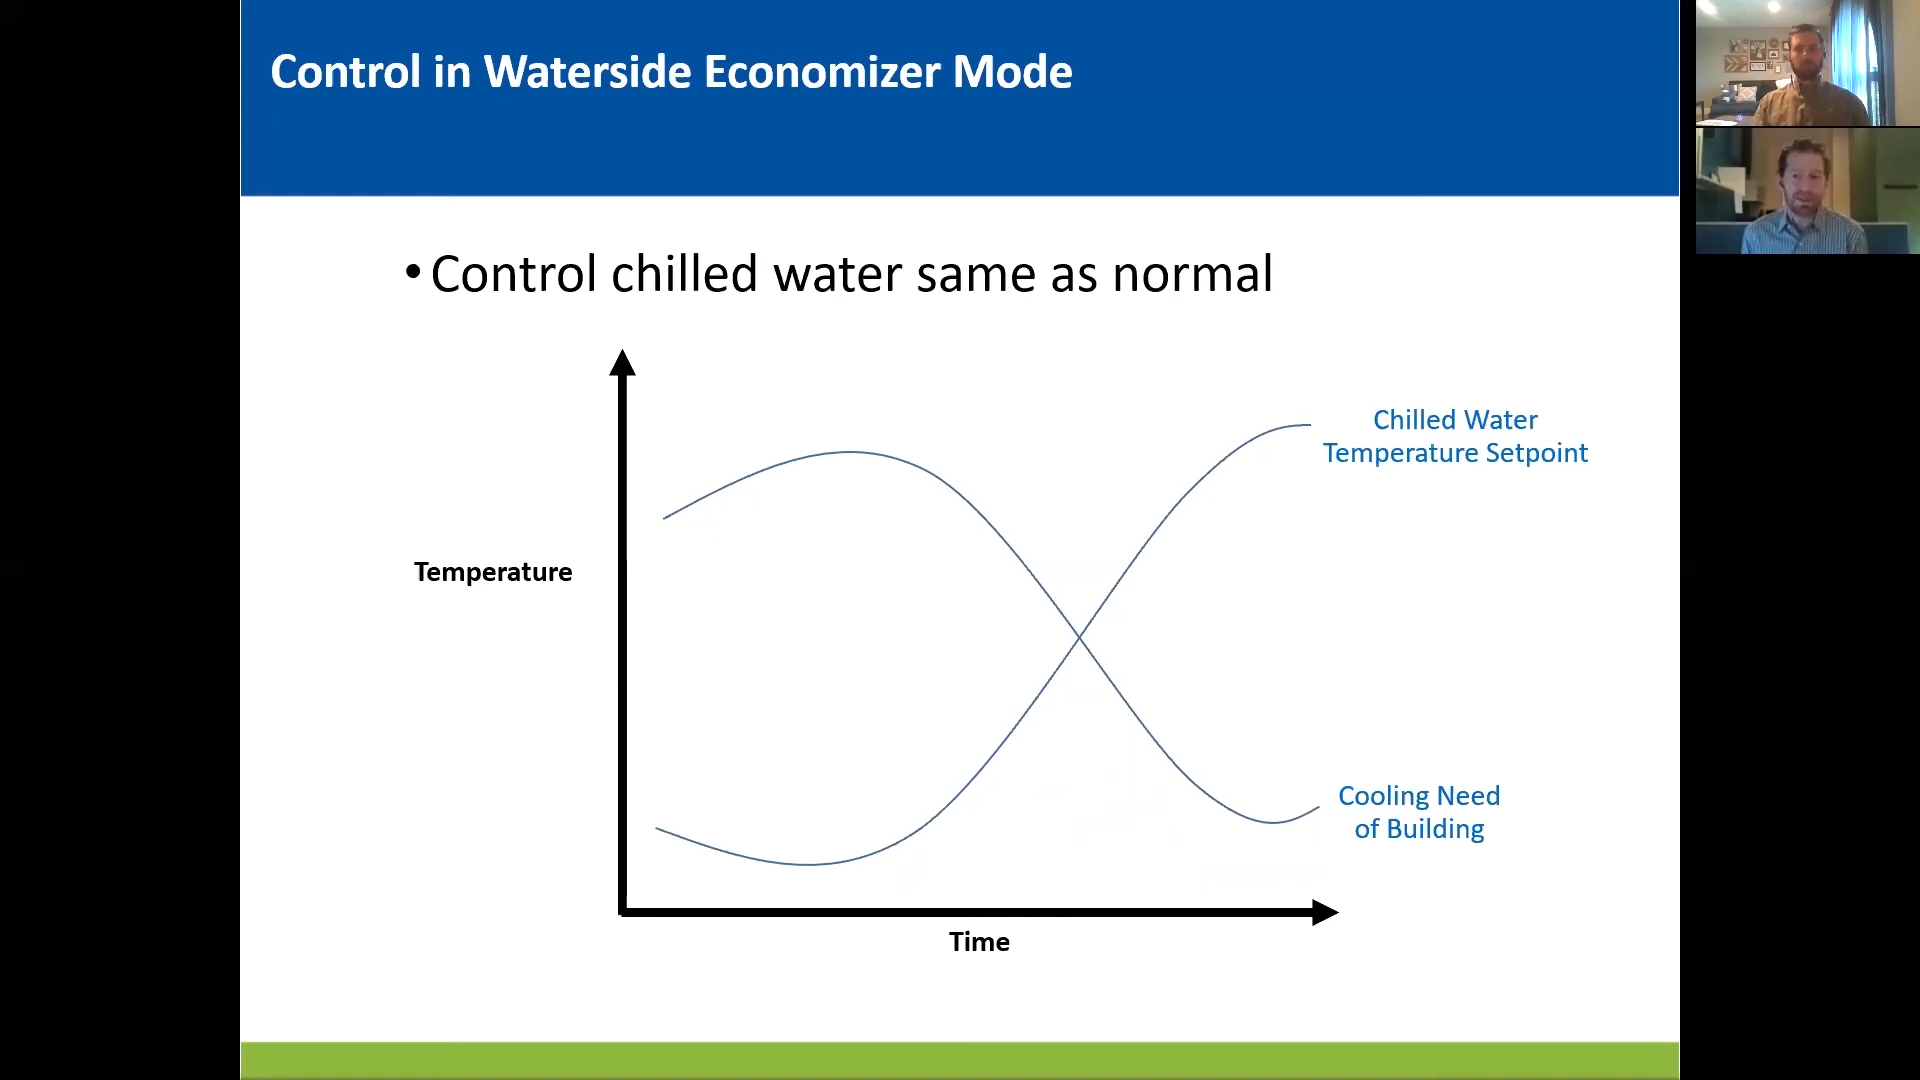 Control in Waterside Economizer Mode
•Control chilled water same as normal
Chilled Water
Temperature Setpoint
Temperature
Cooling Need
of Building
Time